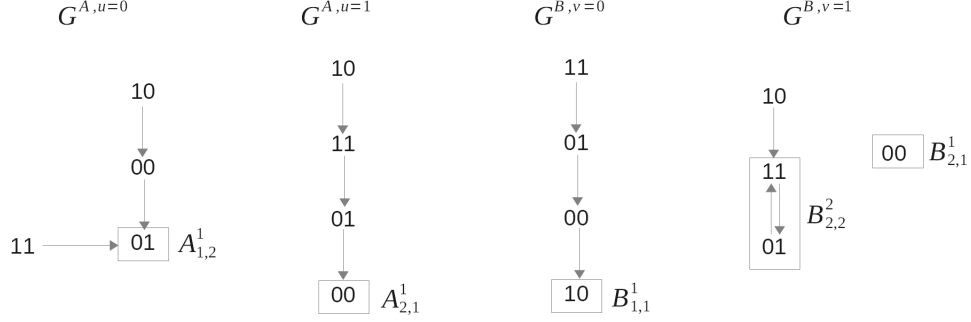 G^{A,u=0} G^{A,u=1} G^{B,v=0} G^{B,v=1}
10 10 11 10
00 11 01 11 00 B^1_{2,1}
11 01 A^1_{1,2} 01 00 01 B^2_{2,2}
00 A^1_{2,1} 10 B^1_{1,1}